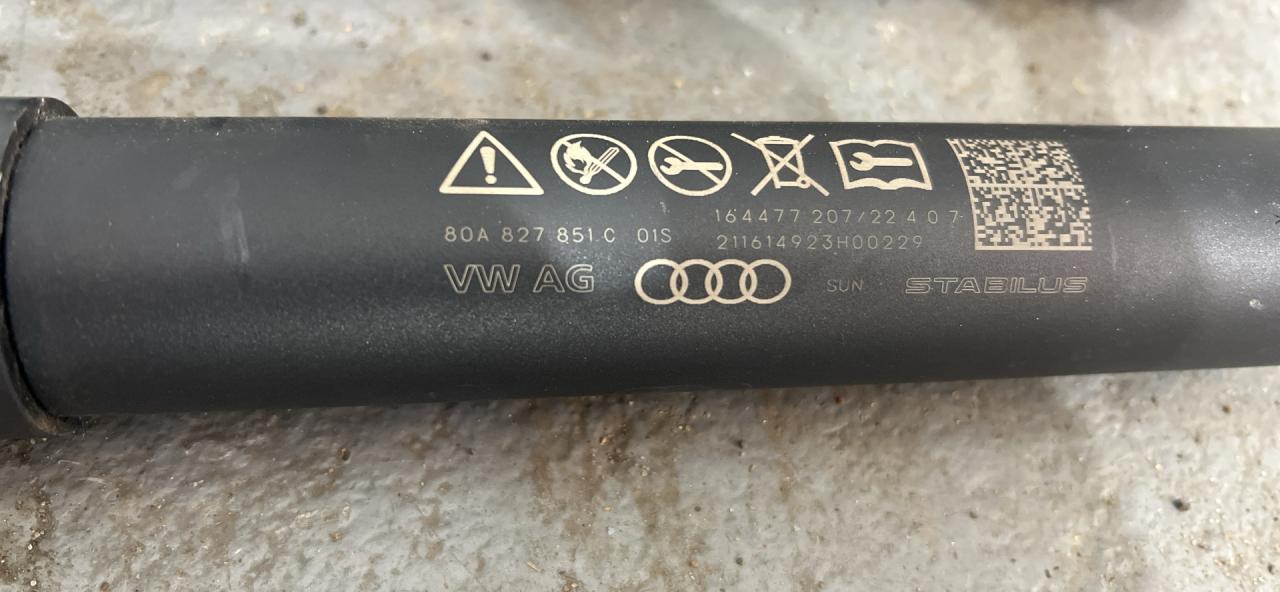 164477 207/22 4 0 7
80A 827 851 C 01S
211614923H00229
VW AG
SUN
STABILUS